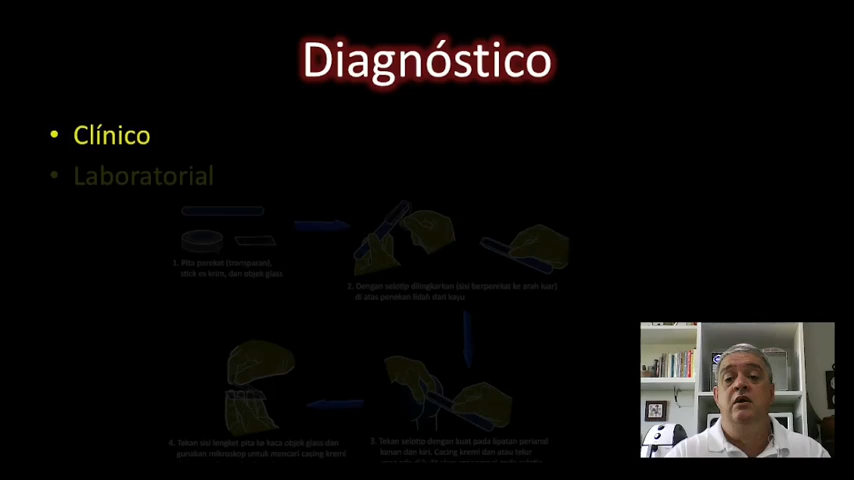 Diagnóstico
• Clínico
• Laboratorial
1. Pita perekat (transparan),
stick es krim, dan objek glass
2. Dengan selotip dilingkarkan (sisi berperekat ke arah luar)
di atas penekan lidah dari kayu
4. Tekan sisi lengket pita ke kaca objek glass dan
gunakan mikroskop untuk mencari cacing kremi
3. Tekan selotip dengan kuat pada lipatan perianal
kanan dan kiri. Cacing kremi dan atau telur